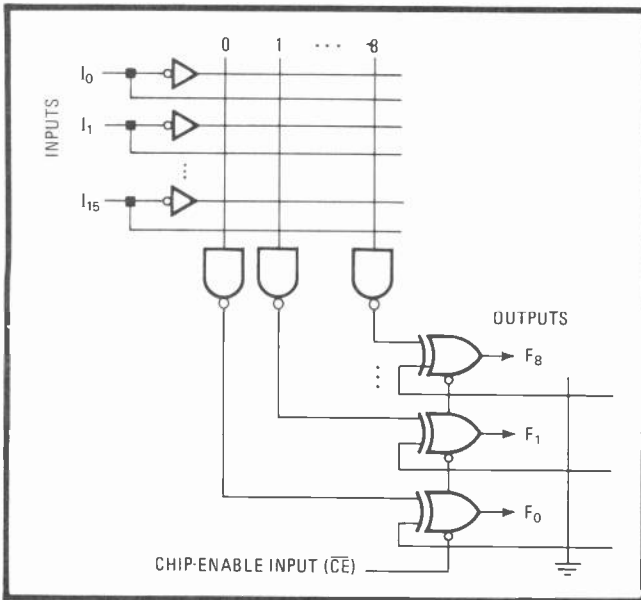 0 1 ... 8
I0
I1
...
I15
INPUTS
OUTPUTS
F8
...
F1
F0
CHIP-ENABLE INPUT (CE)